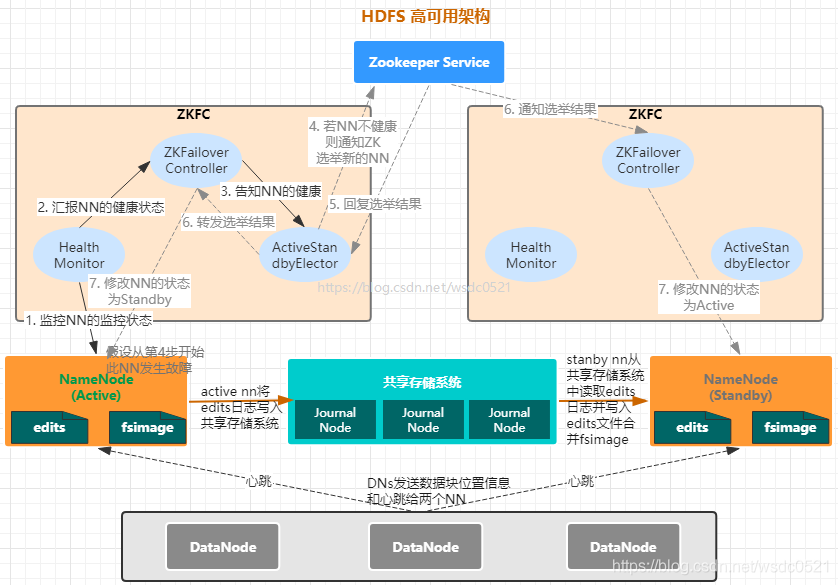 HDFS 高可用架构
Zookeeper Service
ZKFC
ZKFailover
Controller
2. 汇报NN的健康状态
3. 告知NN的健康
4. 若NN不健康
则通知ZK
选举新的NN
5. 回复选举结果
6. 转发选举结果
Health
Monitor
ActiveStan
dbyElector
7. 修改NN的状态
为Standby
1. 监控NN的监控状态
假设从第4步开始
此NN发生故障
ZKFC
6. 通知选举结果
ZKFailover
Controller
Health
Monitor
ActiveStan
dbyElector
7. 修改NN的状态
为Active
https://blog.csdn.net/wsdc0521
NameNode
(Active)
edits
fsimage
active nn将
edits日志写入
共享存储系统
共享存储系统
Journal
Node
Journal
Node
Journal
Node
stanby nn从
共享存储系统
中读取edits
日志并写入
edits文件合
并fsimage
NameNode
(Standby)
edits
fsimage
心跳
DNs发送数据块位置信息
和心跳给两个NN
心跳
DataNode
DataNode
DataNode
https://blog.csdn.net/wsdc0521